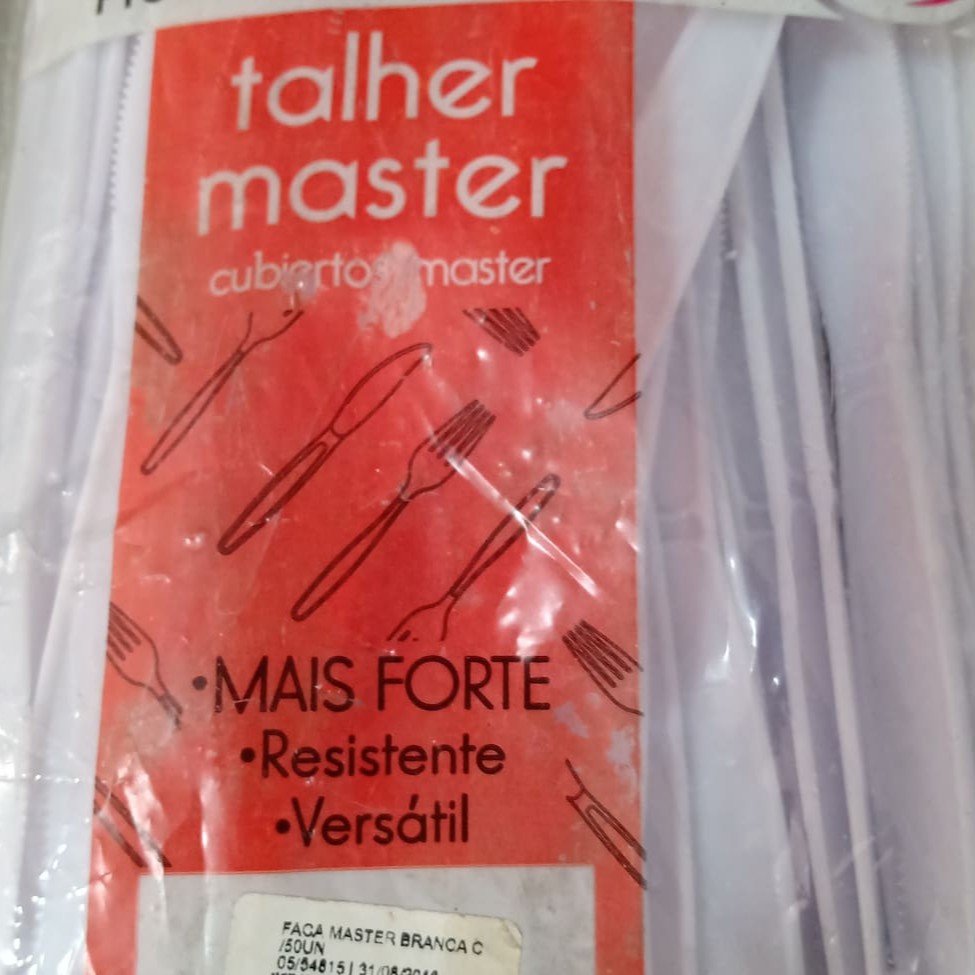 talher
master
cubiertos master
•MAIS FORTE
•Resistente
•Versátil
FACA MASTER BRANCA C
/50UN